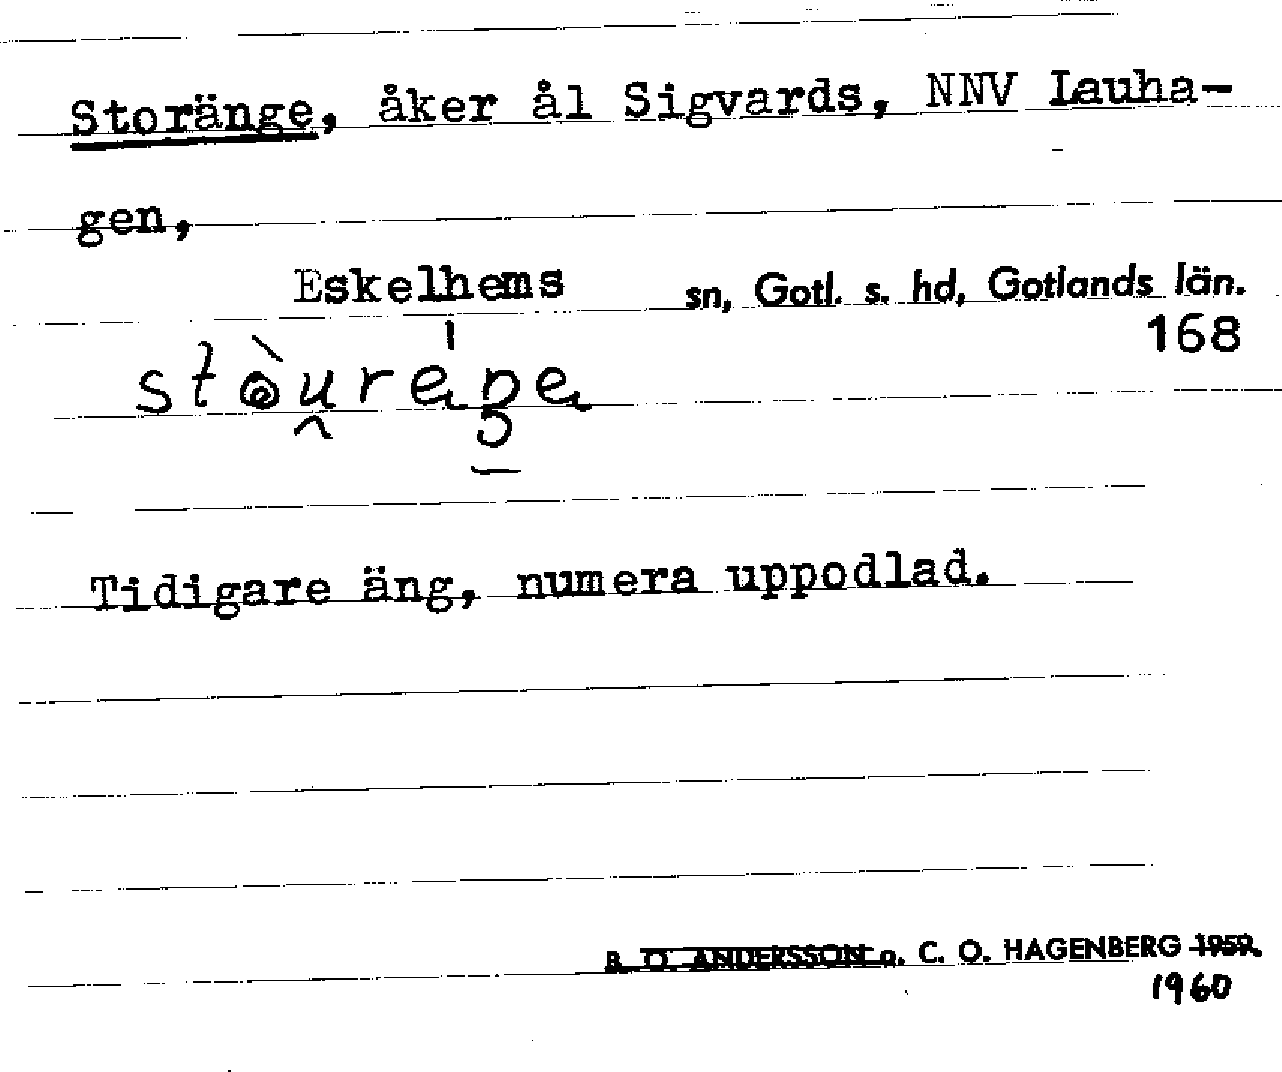 Storänge, åker ål Sigvards, NNV Lauha-
gen,
Eskelhems sn, Gotl. s. hd, Gotlands län.
168
Tidigare äng, numera uppodlad.
B. O. ANDERSSON o. C. O. HAGENBERG 1959.
1960